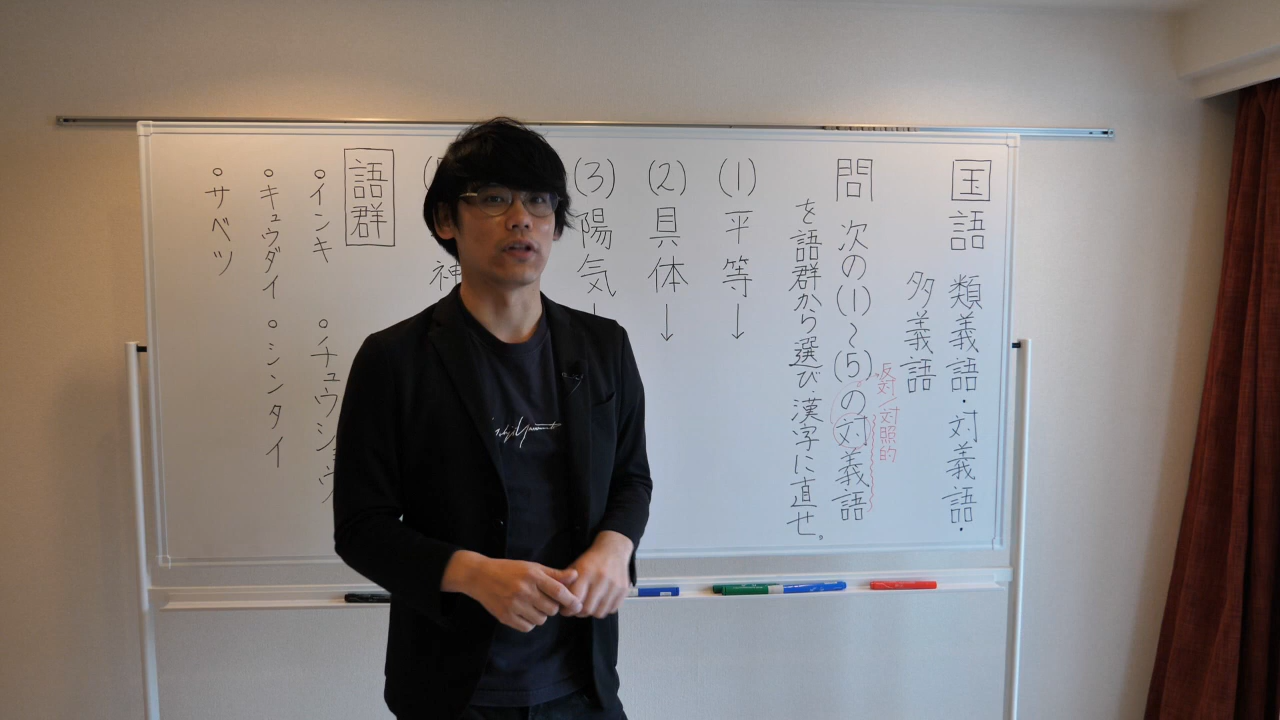 国語 類義語・対義語・
多義語
問 次の(1)〜(5)の対義語
反対/対照的
を語群から選び、漢字に直せ。
(1)平等↓
(2)具体↓
(3)陽気↓
神
語群
○インキ ○チュウショウ
○キュウダイ ○シンタイ
○サベツ